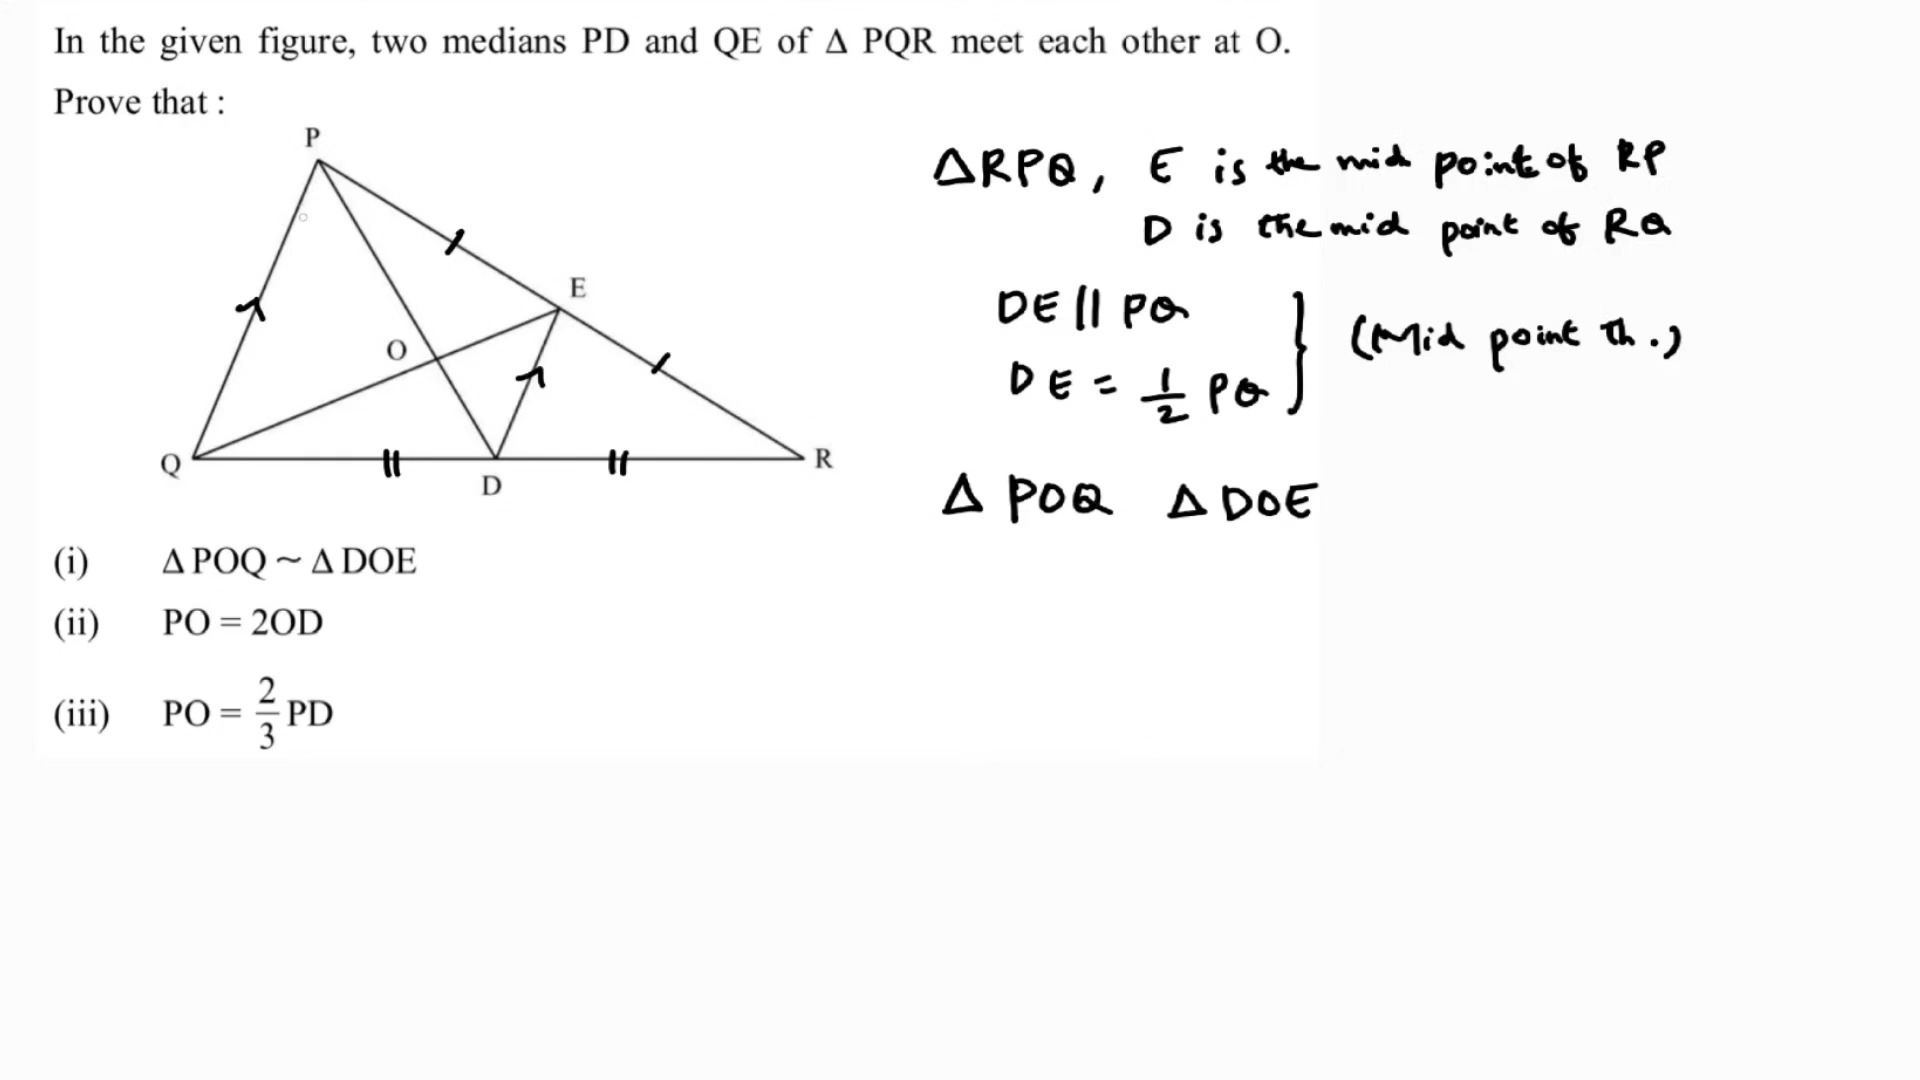 In the given figure, two medians PD and QE of Δ PQR meet each other at O.
Prove that :
P
E
O
Q
D
R
(i) Δ POQ ~ Δ DOE
(ii) PO = 2OD
(iii) PO = 2/3 PD
ΔRPQ, E is the mid point of RP
D is the mid point of RQ
DE || PQ
DE = 1/2 PQ } (Mid point Th.)
Δ POQ Δ DOE